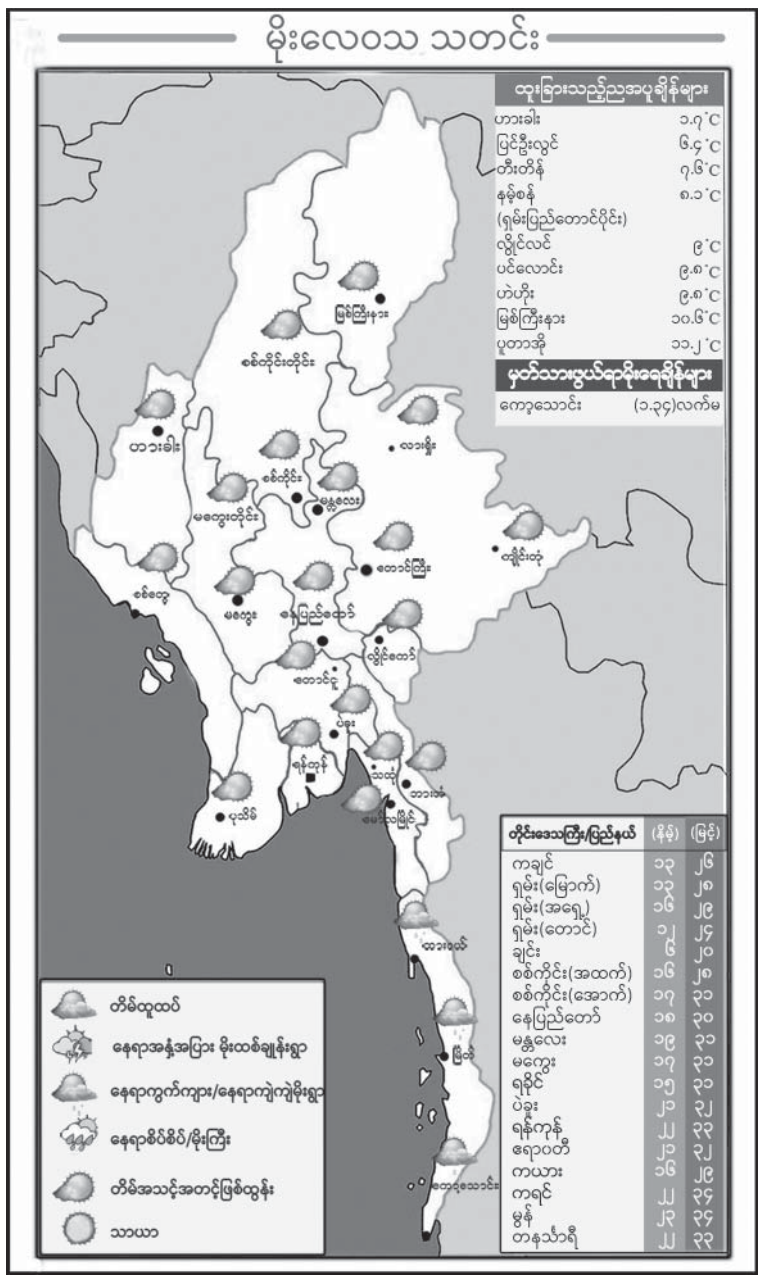 မိုးလေဝသ သတင်း
ထူးခြားသည့်ညအပူချိန်များ
ဟားခါး ၁.၇°C
ပြင်ဦးလွင် ၆.၄°C
တီးတိန် ၇.၆°C
နမ့်စန် ၈.၁°C
(ရှမ်းပြည်တောင်ပိုင်း)
လွိုင်လင် ၉°C
ပင်လောင်း ၉.၈°C
ဟဲဟိုး ၉.၈°C
မြစ်ကြီးနား ၁၀.၆°C
ပူတာအို ၁၁.၂°C
မှတ်သားဖွယ်ရာမိုးရေချိန်များ
ကော့သောင်း (၁.၃၄)လက်မ
မြစ်ကြီးနား
စစ်ကိုင်းတိုင်း
ဟားခါး
လားရှိုး
စစ်ကိုင်း
မန္တလေး
မကွေးတိုင်း
ကျိုင်းတုံ
တောင်ကြီး
စစ်တွေ
မကွေး
နေပြည်တော်
လွိုင်ကော်
တောင်ငူ
ပဲခူး
ရန်ကုန်
သထုံ
ဘားအံ
ပုသိမ်
မော်လမြိုင်
ထားဝယ်
မြိတ်
ကော့သောင်း
တိမ်ထူထပ်
နေရာအနှံ့အပြား မိုးထစ်ချုန်းရွာ
နေရာကွက်ကျား/နေရာကျဲကျဲမိုးရွာ
နေရာစိပ်စိပ်/မိုးကြီး
တိမ်အသင့်အတင့်ဖြစ်ထွန်း
သာယာ
တိုင်းဒေသကြီး/ပြည်နယ် (နိမ့်) (မြင့်)
ကချင် ၁၃ ၂၆
ရှမ်း(မြောက်) ၁၃ ၂၈
ရှမ်း(အရှေ့) ၁၆ ၂၉
ရှမ်း(တောင်) ၁၂ ၂၄
ချင်း ၆ ၂၀
စစ်ကိုင်း(အထက်) ၁၆ ၂၈
စစ်ကိုင်း(အောက်) ၁၇ ၃၁
နေပြည်တော် ၁၈ ၃၀
မန္တလေး ၁၉ ၃၁
မကွေး ၁၇ ၃၁
ရခိုင် ၁၅ ၃၁
ပဲခူး ၂၁ ၃၂
ရန်ကုန် ၂၂ ၃၃
ဧရာဝတီ ၂၁ ၃၂
ကယား ၁၆ ၂၉
ကရင် ၂၂ ၃၄
မွန် ၂၃ ၃၄
တနင်္သာရီ ၂၂ ၃၃